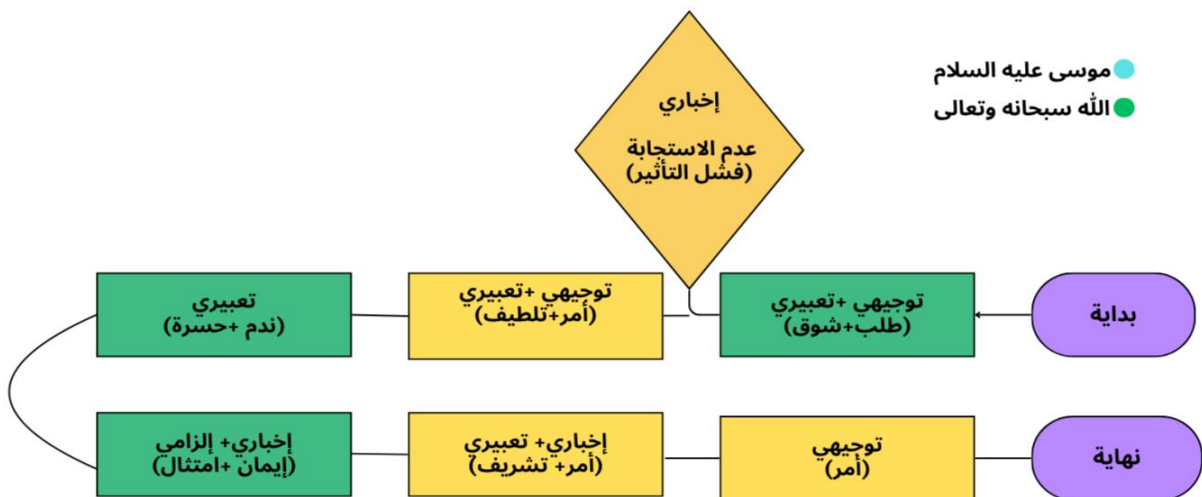 موسى عليه السلام
الله سبحانه وتعالى
إخباري
عدم الاستجابة
(فشل التأثير)
بداية
توجيهي +تعبيري
(طلب+شوق)
توجيهي +تعبيري
(أمر+تلطيف)
تعبيري
(ندم +حسرة)
إخباري+ إلزامي
(إيمان +امتثال)
إخباري+ تعبيري
(أمر+ تشريف)
توجيهي
(أمر)
نهاية